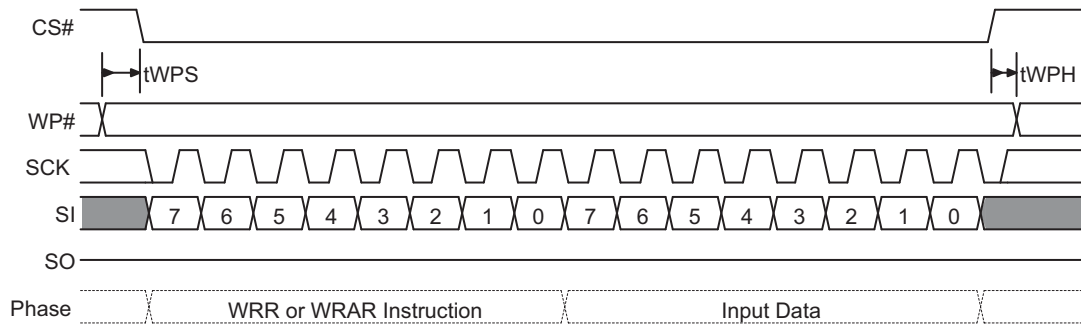 CS#
tWPS tWPH
WP#
SCK
SI 7 6 5 4 3 2 1 0 7 6 5 4 3 2 1 0
SO
Phase WRR or WRAR Instruction Input Data